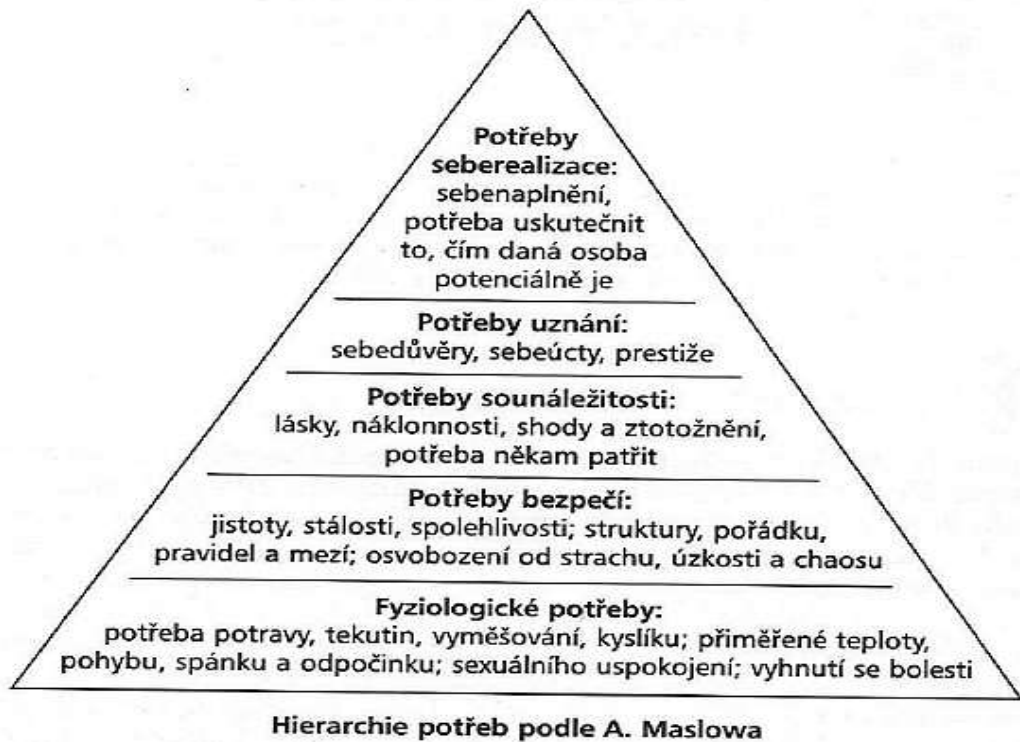 Potřeby
seberealizace:
sebenaplnění,
potřeba uskutečnit
to, čím daná osoba
potenciálně je
Potřeby uznání:
sebedůvěry, sebeúcty, prestiže
Potřeby sounáležitosti:
lásky, náklonnosti, shody a ztotožnění,
potřeba někam patřit
Potřeby bezpečí:
jistoty, stálosti, spolehlivosti; struktury, pořádku,
pravidel a mezí; osvobození od strachu, úzkosti a chaosu
Fyziologické potřeby:
potřeba potravy, tekutin, vyměšování, kyslíku; přiměřené teploty,
pohybu, spánku a odpočinku; sexuálního uspokojení; vyhnutí se bolesti
Hierarchie potřeb podle A. Maslowa